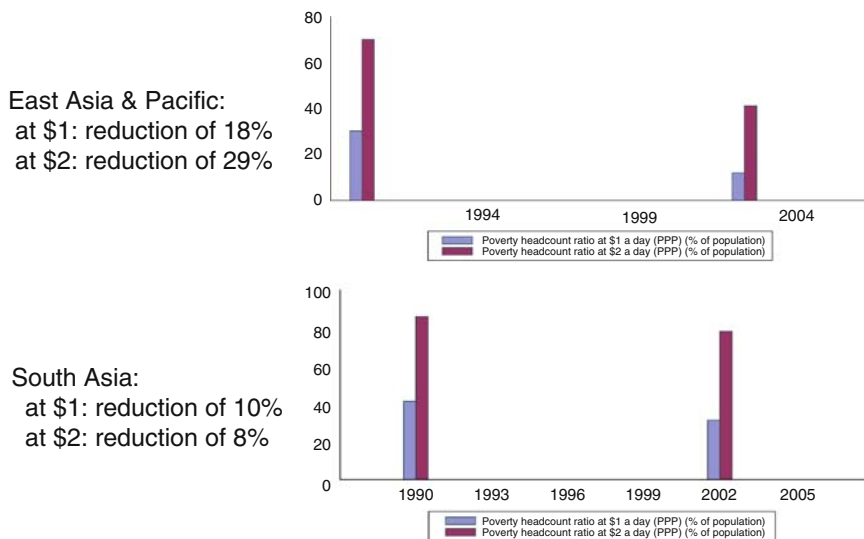 80
60
40
20
0
East Asia & Pacific:
at $1: reduction of 18%
at $2: reduction of 29%
1994 1999 2004
Poverty headcount ratio at $1 a day (PPP) (% of population)
Poverty headcount ratio at $2 a day (PPP) (% of population)
100
80
60
40
20
0
South Asia:
at $1: reduction of 10%
at $2: reduction of 8%
1990 1993 1996 1999 2002 2005
Poverty headcount ratio at $1 a day (PPP) (% of population)
Poverty headcount ratio at $2 a day (PPP) (% of population)